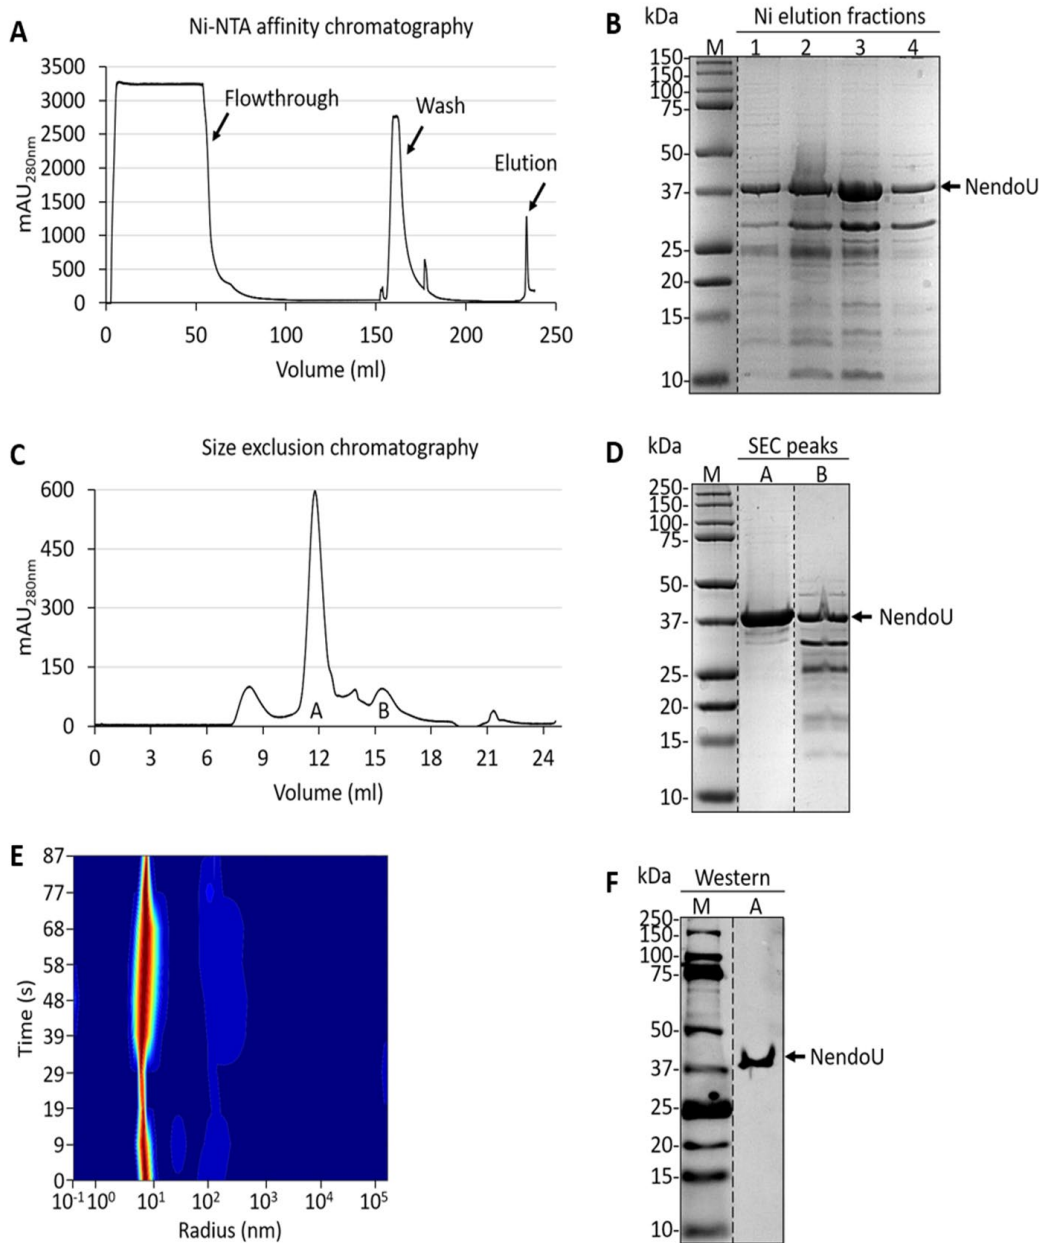 A
Ni-NTA affinity chromatography
3500
3000
2500
2000
1500
1000
500
0
mAU280nm
Flowthrough
Wash
Elution
0 50 100 150 200 250
Volume (ml)
B
kDa
Ni elution fractions
M 1 2 3 4
150-
150-
100-
75-
50-
37-
25-
20-
15-
10-
NendoU
C
Size exclusion chromatography
600
450
300
150
0
mAU280nm
A
B
0 3 6 9 12 15 18 21 24
Volume (ml)
D
kDa
SEC peaks
M A B
250-
150-
100-
75-
50-
37-
25-
20-
15-
10-
NendoU
E
87
77
68
58
48
39
29
19
9
0
Time (s)
10-1 100 101 102 103 104 105
Radius (nm)
F
kDa
Western
M A
250-
150-
100-
75-
50-
37-
25-
20-
15-
10-
NendoU